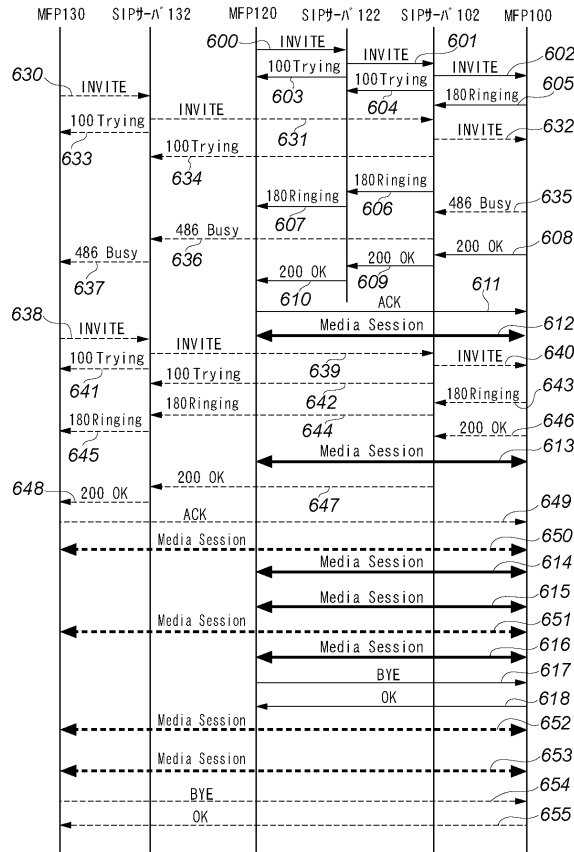 MFP130 SIPｻｰﾊﾞ132 MFP120 SIPｻｰﾊﾞ122 SIPｻｰﾊﾞ102 MFP100
600 INVITE
INVITE 601
INVITE 602
100Trying 603
100Trying 604
180Ringing 605
630 INVITE
INVITE 631
100Trying 633
INVITE 632
100Trying 634
180Ringing 606
180Ringing 607
486 Busy 635
486 Busy 636
200 OK 608
486 Busy 637
200 OK 609
200 OK 610
ACK 611
Media Session 612
638 INVITE
INVITE 639
INVITE 640
100Trying 641
100Trying 642
180Ringing 643
180Ringing 644
180Ringing 645
200 OK 646
Media Session 613
200 OK 647
648 200 OK
ACK 649
Media Session 650
Media Session 614
Media Session 615
Media Session 651
Media Session 616
BYE 617
OK 618
Media Session 652
Media Session 653
BYE 654
OK 655